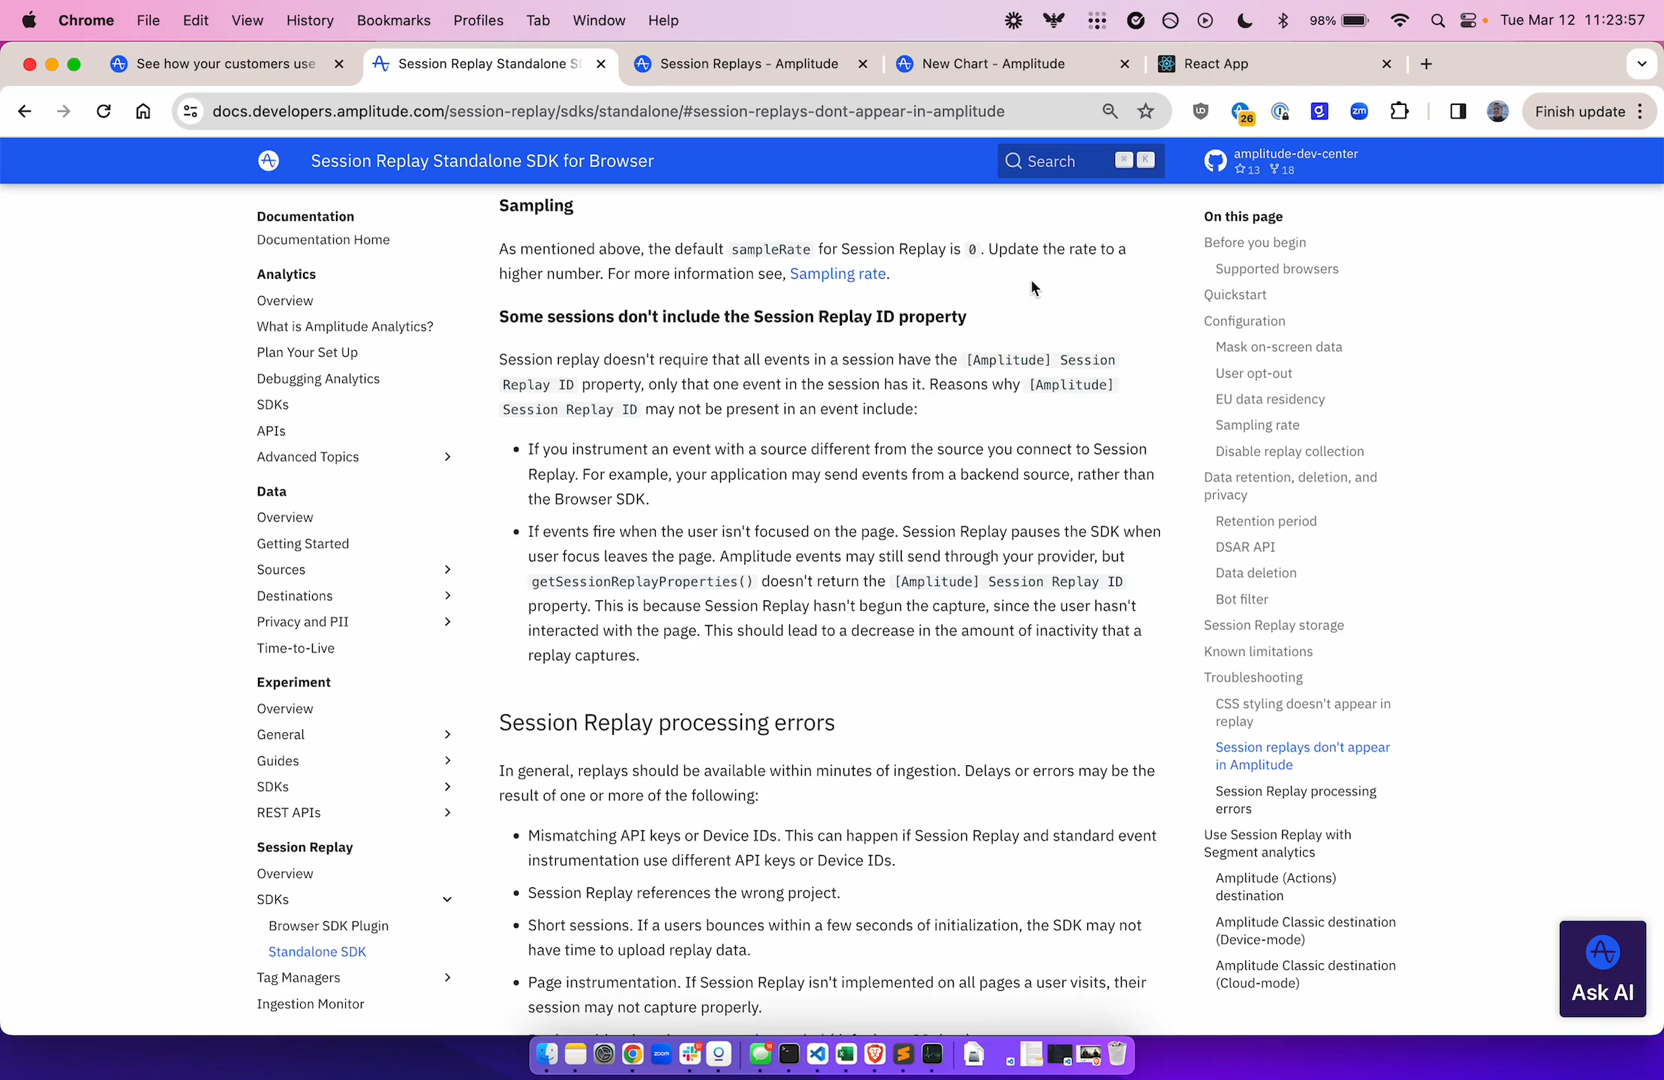 Chrome File Edit View History Bookmarks Profiles Tab Window Help 98% Tue Mar 12 11:23:57
See how your customers use Session Replay Standalone S Session Replays - Amplitude New Chart - Amplitude React App
docs.developers.amplitude.com/session-replay/sdks/standalone/#session-replays-dont-appear-in-amplitude 26 zm Finish update
Session Replay Standalone SDK for Browser Search ⌘ K amplitude-dev-center
13 18
Documentation
Documentation Home
Analytics
Overview
What is Amplitude Analytics?
Plan Your Set Up
Debugging Analytics
SDKs
APIs
Advanced Topics
Data
Overview
Getting Started
Sources
Destinations
Privacy and PII
Time-to-Live
Experiment
Overview
General
Guides
SDKs
REST APIs
Session Replay
Overview
SDKs
Browser SDK Plugin
Standalone SDK
Tag Managers
Ingestion Monitor
Sampling
As mentioned above, the default sampleRate for Session Replay is 0 . Update the rate to a
higher number. For more information see, Sampling rate.
Some sessions don't include the Session Replay ID property
Session replay doesn't require that all events in a session have the [Amplitude] Session
Replay ID property, only that one event in the session has it. Reasons why [Amplitude]
Session Replay ID may not be present in an event include:
• If you instrument an event with a source different from the source you connect to Session
Replay. For example, your application may send events from a backend source, rather than
the Browser SDK.
• If events fire when the user isn't focused on the page. Session Replay pauses the SDK when
user focus leaves the page. Amplitude events may still send through your provider, but
getSessionReplayProperties() doesn't return the [Amplitude] Session Replay ID
property. This is because Session Replay hasn't begun the capture, since the user hasn't
interacted with the page. This should lead to a decrease in the amount of inactivity that a
replay captures.
Session Replay processing errors
In general, replays should be available within minutes of ingestion. Delays or errors may be the
result of one or more of the following:
• Mismatching API keys or Device IDs. This can happen if Session Replay and standard event
instrumentation use different API keys or Device IDs.
• Session Replay references the wrong project.
• Short sessions. If a users bounces within a few seconds of initialization, the SDK may not
have time to upload replay data.
• Page instrumentation. If Session Replay isn't implemented on all pages a user visits, their
session may not capture properly.
On this page
Before you begin
Supported browsers
Quickstart
Configuration
Mask on-screen data
User opt-out
EU data residency
Sampling rate
Disable replay collection
Data retention, deletion, and
privacy
Retention period
DSAR API
Data deletion
Bot filter
Session Replay storage
Known limitations
Troubleshooting
CSS styling doesn't appear in
replay
Session replays don't appear
in Amplitude
Session Replay processing
errors
Use Session Replay with
Segment analytics
Amplitude (Actions)
destination
Amplitude Classic destination
(Device-mode)
Amplitude Classic destination
(Cloud-mode)
Ask AI
zoom